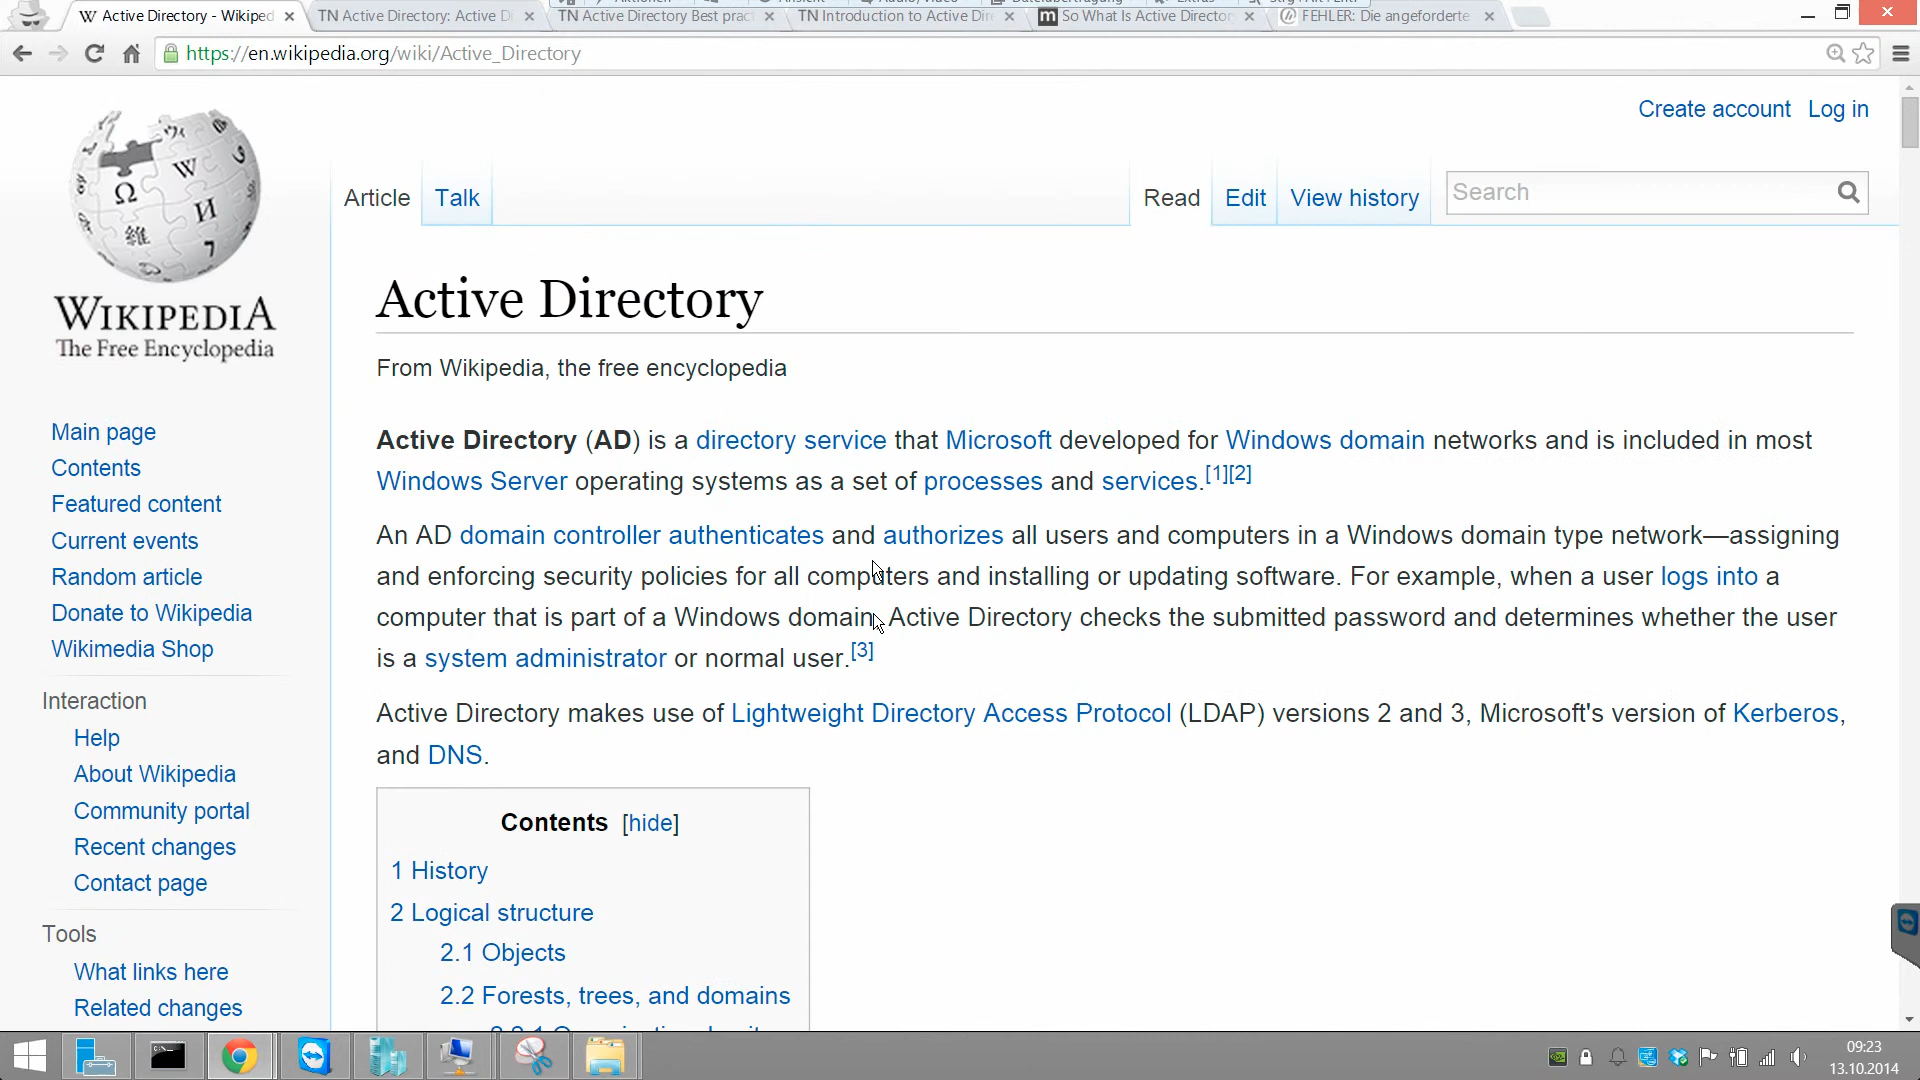 Active Directory - Wikiped
TN Active Directory: Active D
TN Active Directory Best pract
TN Introduction to Active Dire
So What Is Active Director
FEHLER: Die angeforderte
https://en.wikipedia.org/wiki/Active_Directory
Create account Log in
WIKIPEDIA
The Free Encyclopedia
Article Talk Read Edit View history Search
Active Directory
From Wikipedia, the free encyclopedia
Active Directory (AD) is a directory service that Microsoft developed for Windows domain networks and is included in most
Windows Server operating systems as a set of processes and services.[1][2]
An AD domain controller authenticates and authorizes all users and computers in a Windows domain type network—assigning
and enforcing security policies for all computers and installing or updating software. For example, when a user logs into a
computer that is part of a Windows domain, Active Directory checks the submitted password and determines whether the user
is a system administrator or normal user.[3]
Active Directory makes use of Lightweight Directory Access Protocol (LDAP) versions 2 and 3, Microsoft's version of Kerberos,
and DNS.
Contents [hide]
1 History
2 Logical structure
2.1 Objects
2.2 Forests, trees, and domains
Main page
Contents
Featured content
Current events
Random article
Donate to Wikipedia
Wikimedia Shop
Interaction
Help
About Wikipedia
Community portal
Recent changes
Contact page
Tools
What links here
Related changes
09:23
13.10.2014